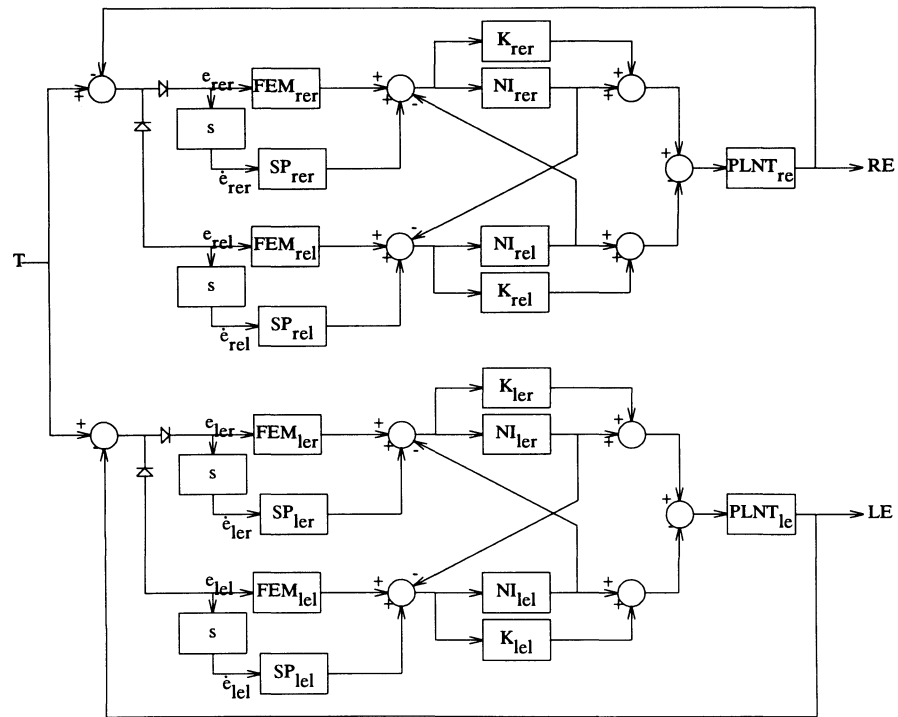 K_rer
e_rer FEM_rer + + NI_rer + +
- + s + - +
ė_rer SP_rer + - PLNT_re RE
e_rel FEM_rel + - + NI_rel + +
T s
K_rel
ė_rel SP_rel
K_ler
+ e_ler FEM_ler + + NI_ler + +
- s -
ė_ler SP_ler + - PLNT_le LE
e_lel FEM_lel + - + NI_lel + +
s
K_lel
ė_lel SP_lel